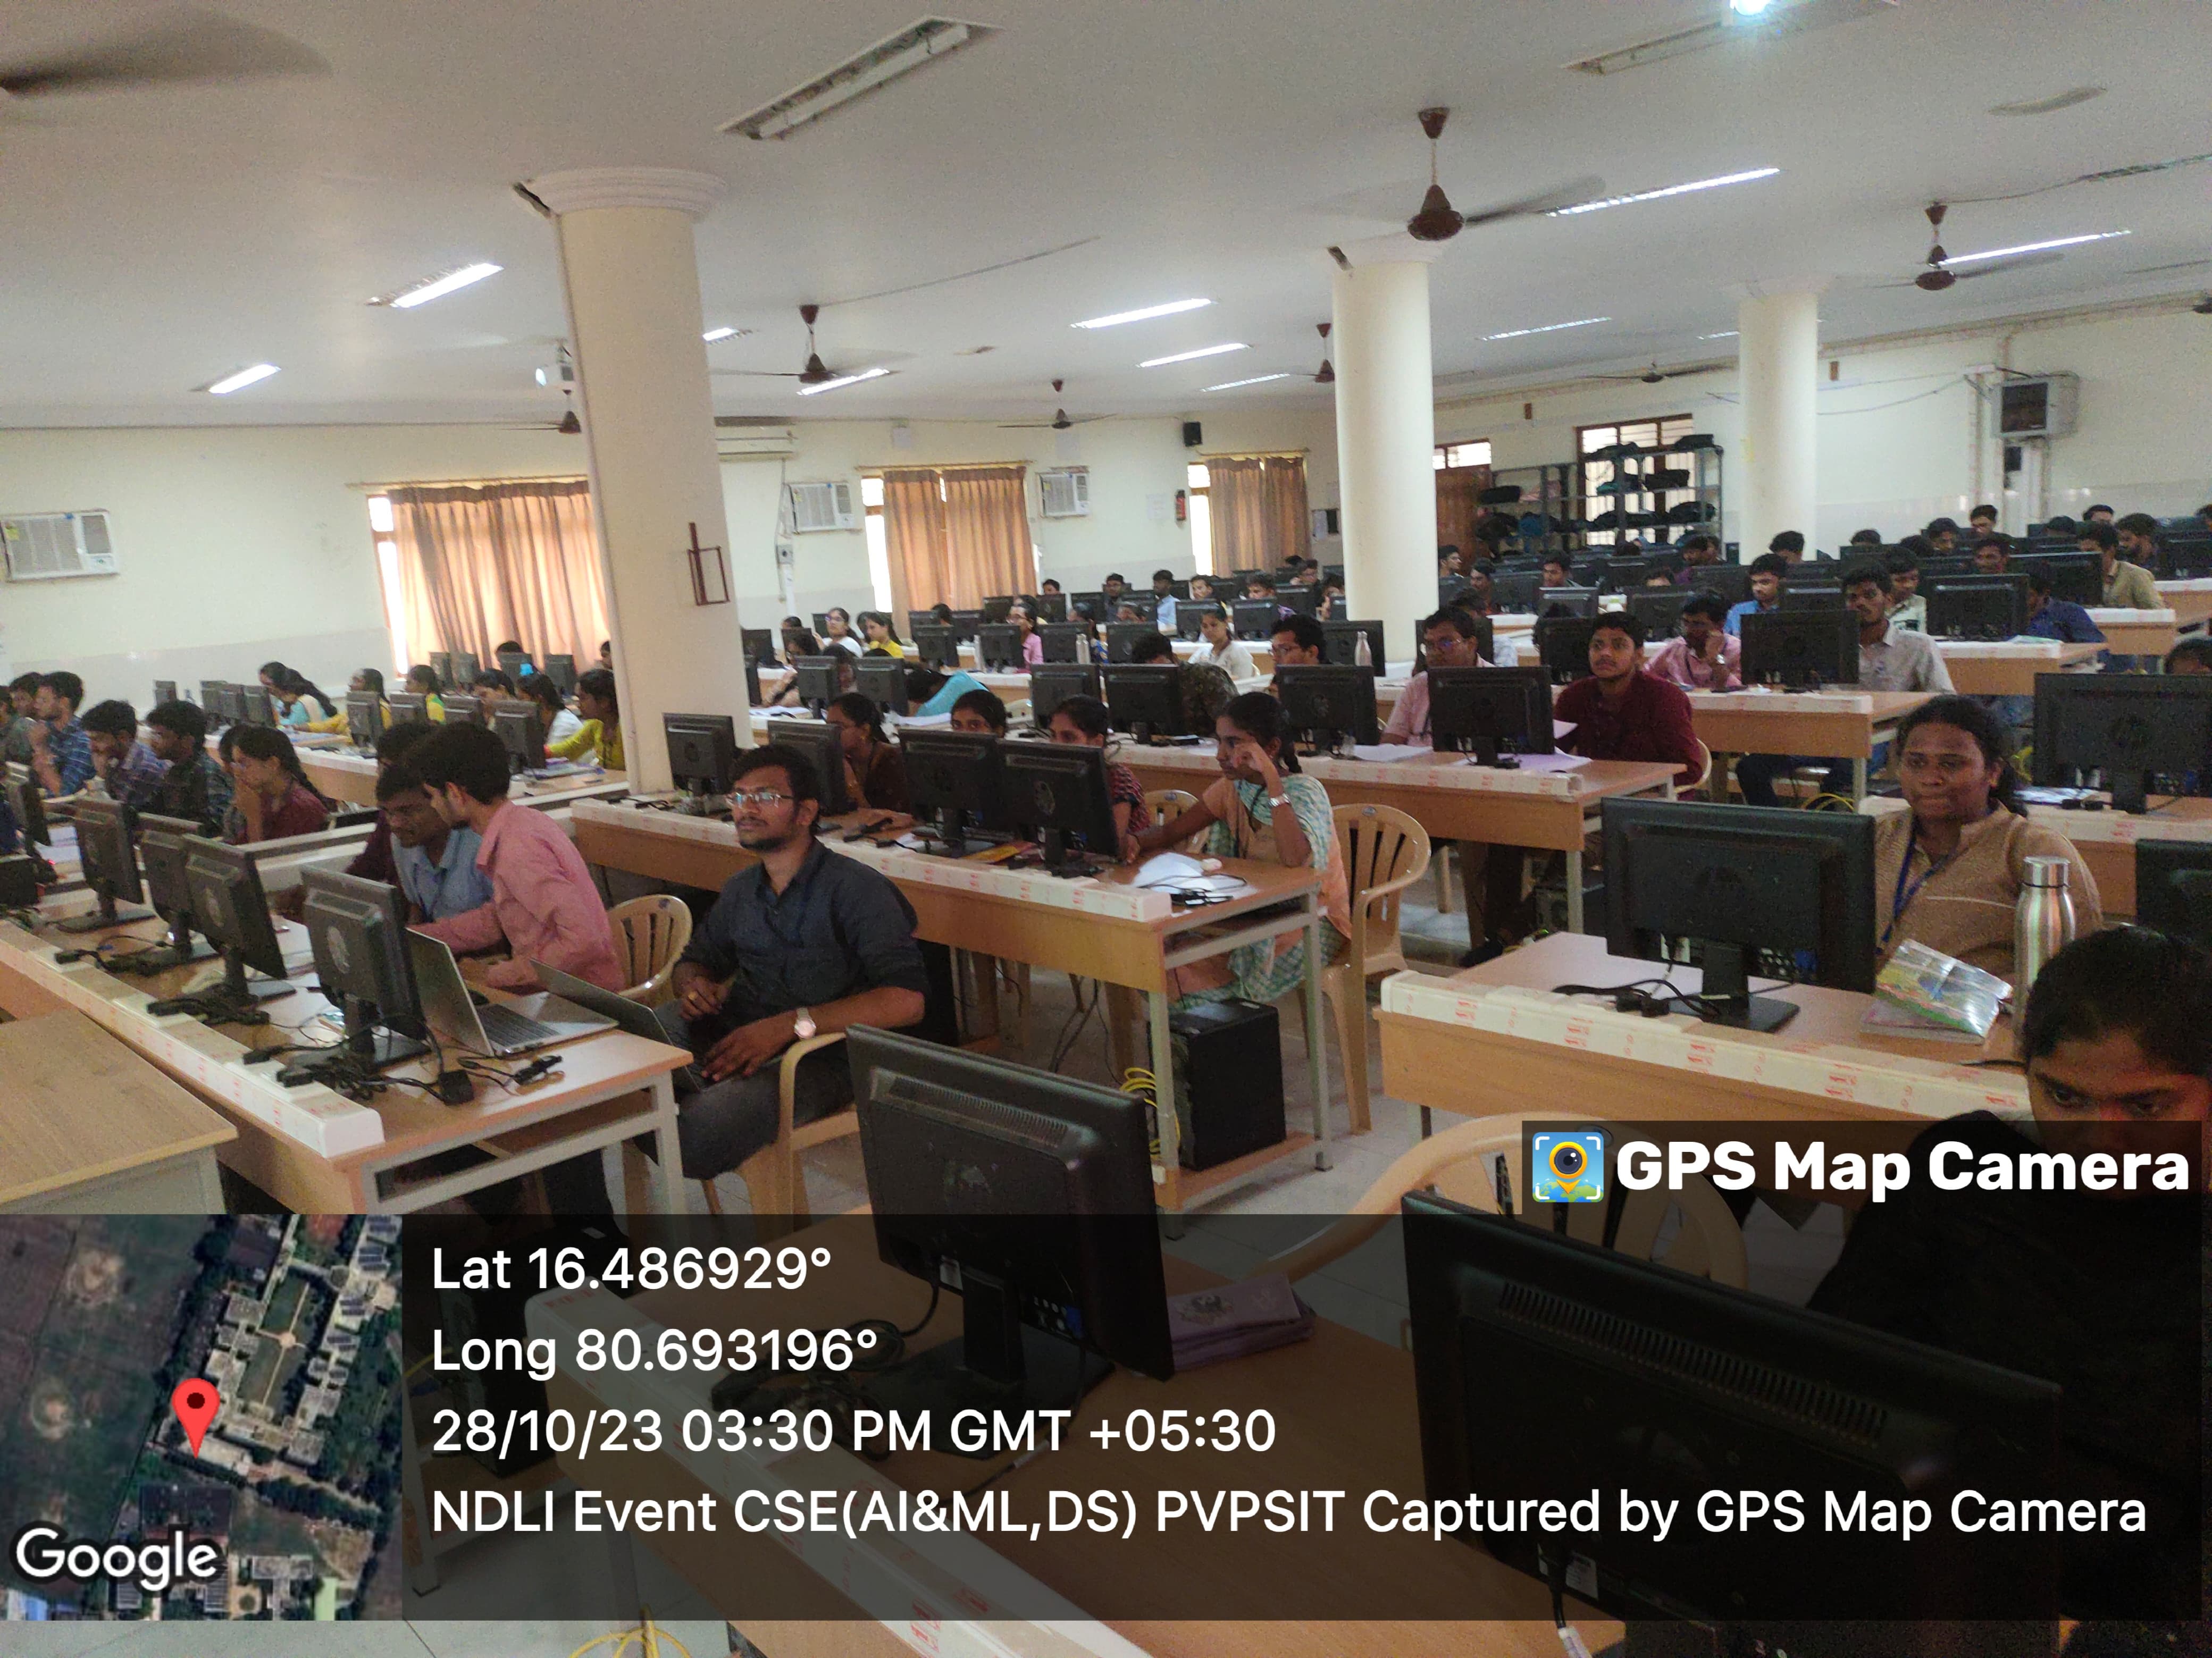 GPS Map Camera
Lat 16.486929°
Long 80.693196°
28/10/23 03:30 PM GMT +05:30
NDLI Event CSE(AI&ML,DS) PVPSIT Captured by GPS Map Camera
Google